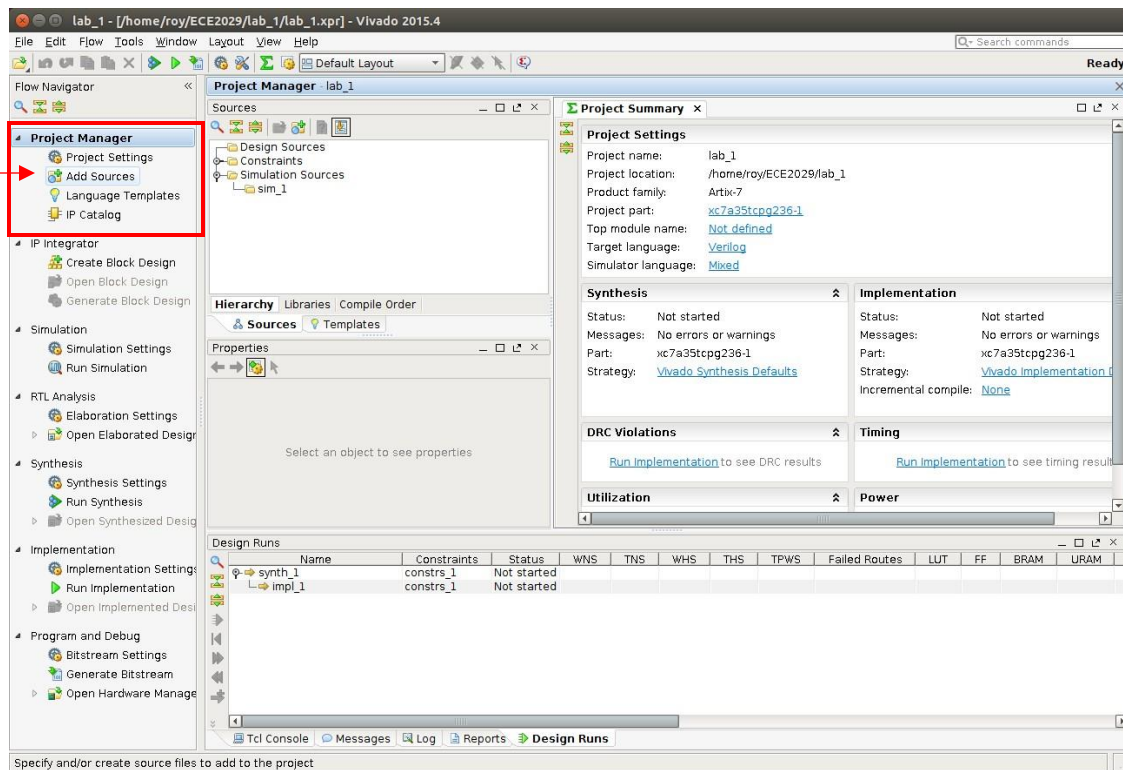 lab_1 - [/home/roy/ECE2029/lab_1/lab_1.xpr] - Vivado 2015.4
File Edit Flow Tools Window Layout View Help
Search commands
Default Layout
Ready
Flow Navigator
Project Manager
Project Settings
Add Sources
Language Templates
IP Catalog
IP Integrator
Create Block Design
Open Block Design
Generate Block Design
Simulation
Simulation Settings
Run Simulation
RTL Analysis
Elaboration Settings
Open Elaborated Design
Synthesis
Synthesis Settings
Run Synthesis
Open Synthesized Desig
Implementation
Implementation Settings
Run Implementation
Open Implemented Desi
Program and Debug
Bitstream Settings
Generate Bitstream
Open Hardware Manage
Project Manager - lab_1
Sources
Design Sources
Constraints
Simulation Sources
sim_1
Hierarchy Libraries Compile Order
Sources Templates
Properties
Select an object to see properties
Project Summary
Project Settings
Project name: lab_1
Project location: /home/roy/ECE2029/lab_1
Product family: Artix-7
Project part: xc7a35tcpg236-1
Top module name: Not defined
Target language: Verilog
Simulator language: Mixed
Synthesis
Status: Not started
Messages: No errors or warnings
Part: xc7a35tcpg236-1
Strategy: Vivado Synthesis Defaults
Implementation
Status: Not started
Messages: No errors or warnings
Part: xc7a35tcpg236-1
Strategy: Vivado Implementation D
Incremental compile: None
DRC Violations
Run Implementation to see DRC results
Timing
Run Implementation to see timing result
Utilization
Power
Design Runs
Name Constraints Status WNS TNS WHS THS TPWS Failed Routes LUT FF BRAM URAM
synth_1 constrs_1 Not started
impl_1 constrs_1 Not started
Tcl Console Messages Log Reports Design Runs
Specify and/or create source files to add to the project